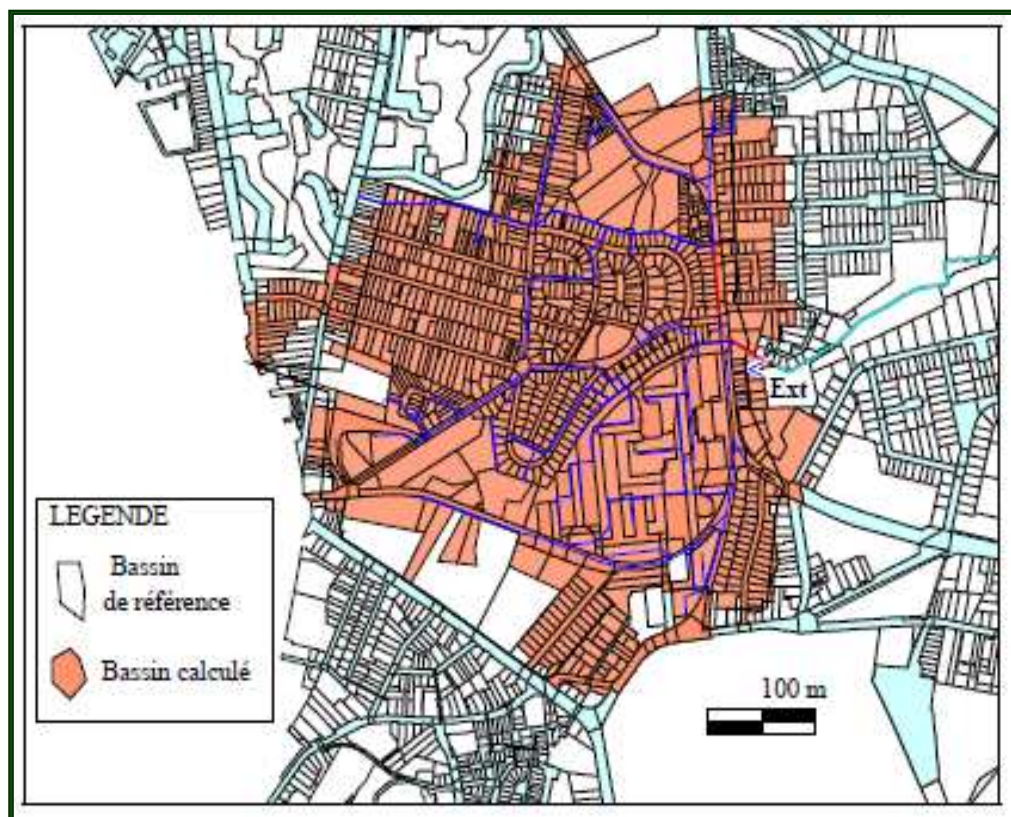 Ext
LEGENDE
Bassin
de référence
Bassin calculé
100 m